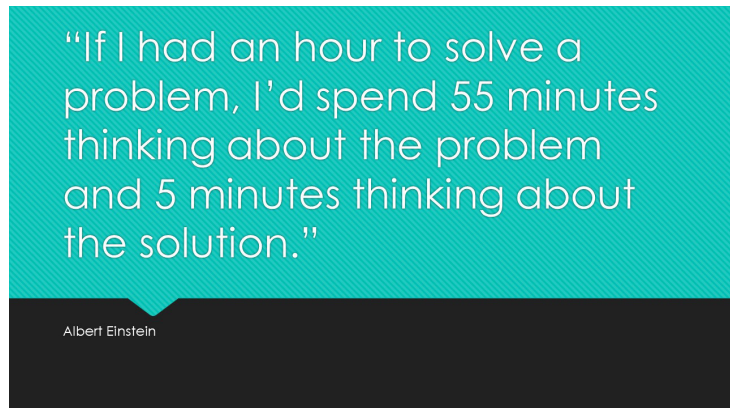 “If I had an hour to solve a
problem, I’d spend 55 minutes
thinking about the problem
and 5 minutes thinking about
the solution.”
Albert Einstein